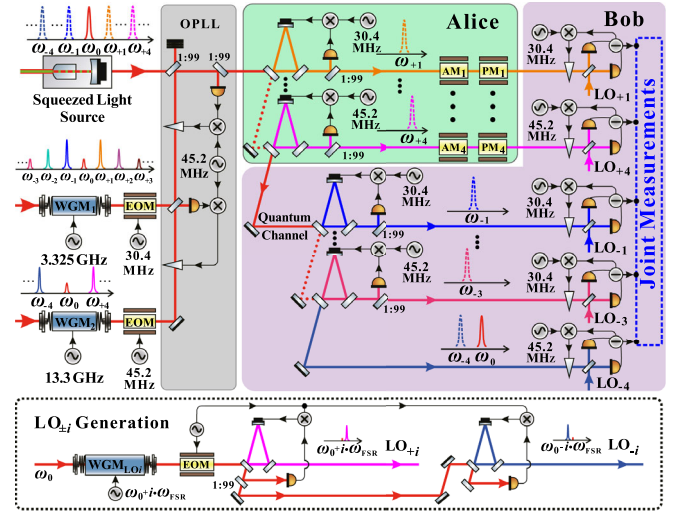 OPLL
Alice
Bob
ω-4 ω-1 ω0 ω+1 ω+4
1:99
1:99
Squeezed Light
Source
30.4
MHz
1:99
ω+1
AM1
PM1
30.4
MHz
LO+1
45.2
MHz
1:99
ω+4
AM4
PM4
45.2
MHz
LO+4
45.2
MHz
ω-3 ω-2 ω-1 ω0 ω+1 ω+2 ω+3
WGM1
EOM
3.325 GHz
30.4
MHz
Quantum
Channel
1:99
30.4
MHz
ω-1
30.4
MHz
LO-1
45.2
MHz
1:99
ω-3
30.4
MHz
LO-3
ω-4 ω0 ω+4
WGM2
EOM
13.3 GHz
45.2
MHz
ω-4 ω0
45.2
MHz
LO-4
Joint Measurements
LO±i Generation
ω0
WGMLOi
EOM
ω0+i·ωFSR
1:99
ω0+i·ωFSR
LO+i
ω0-i·ωFSR
LO-i